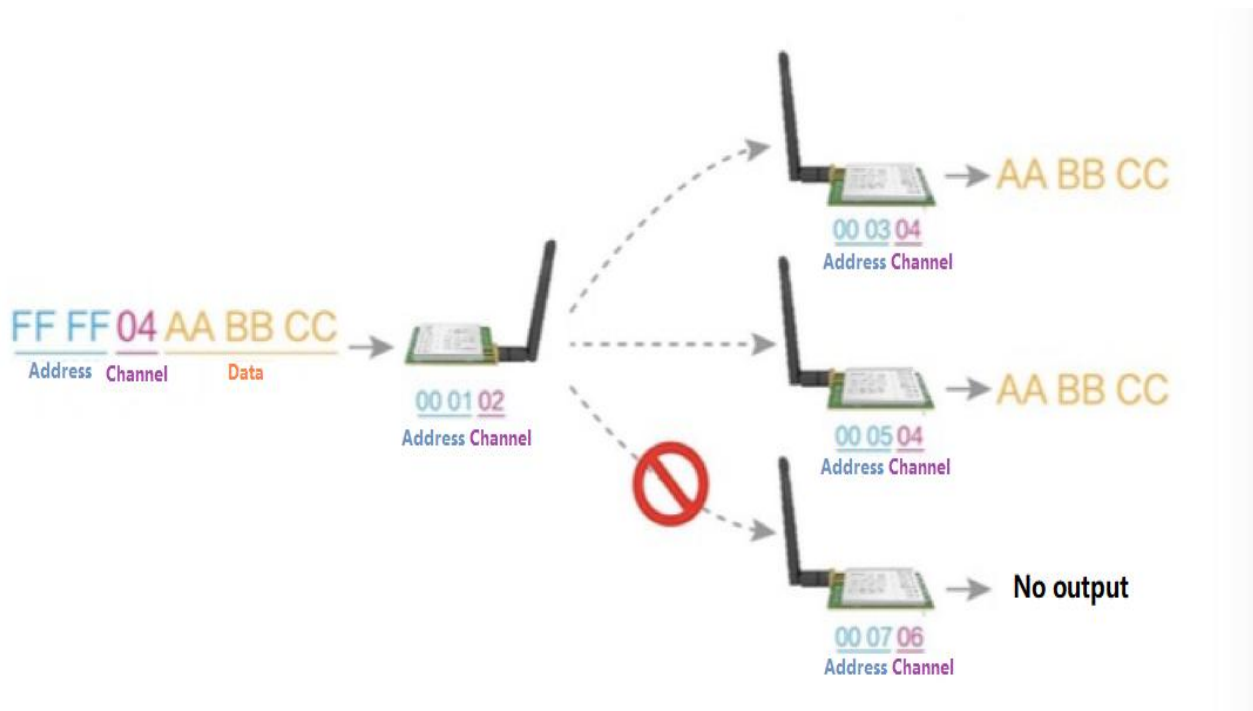 FF FF 04 AA BB CC
Address Channel Data
00 01 02
Address Channel
00 03 04
Address Channel
AA BB CC
00 05 04
Address Channel
AA BB CC
00 07 06
Address Channel
No output